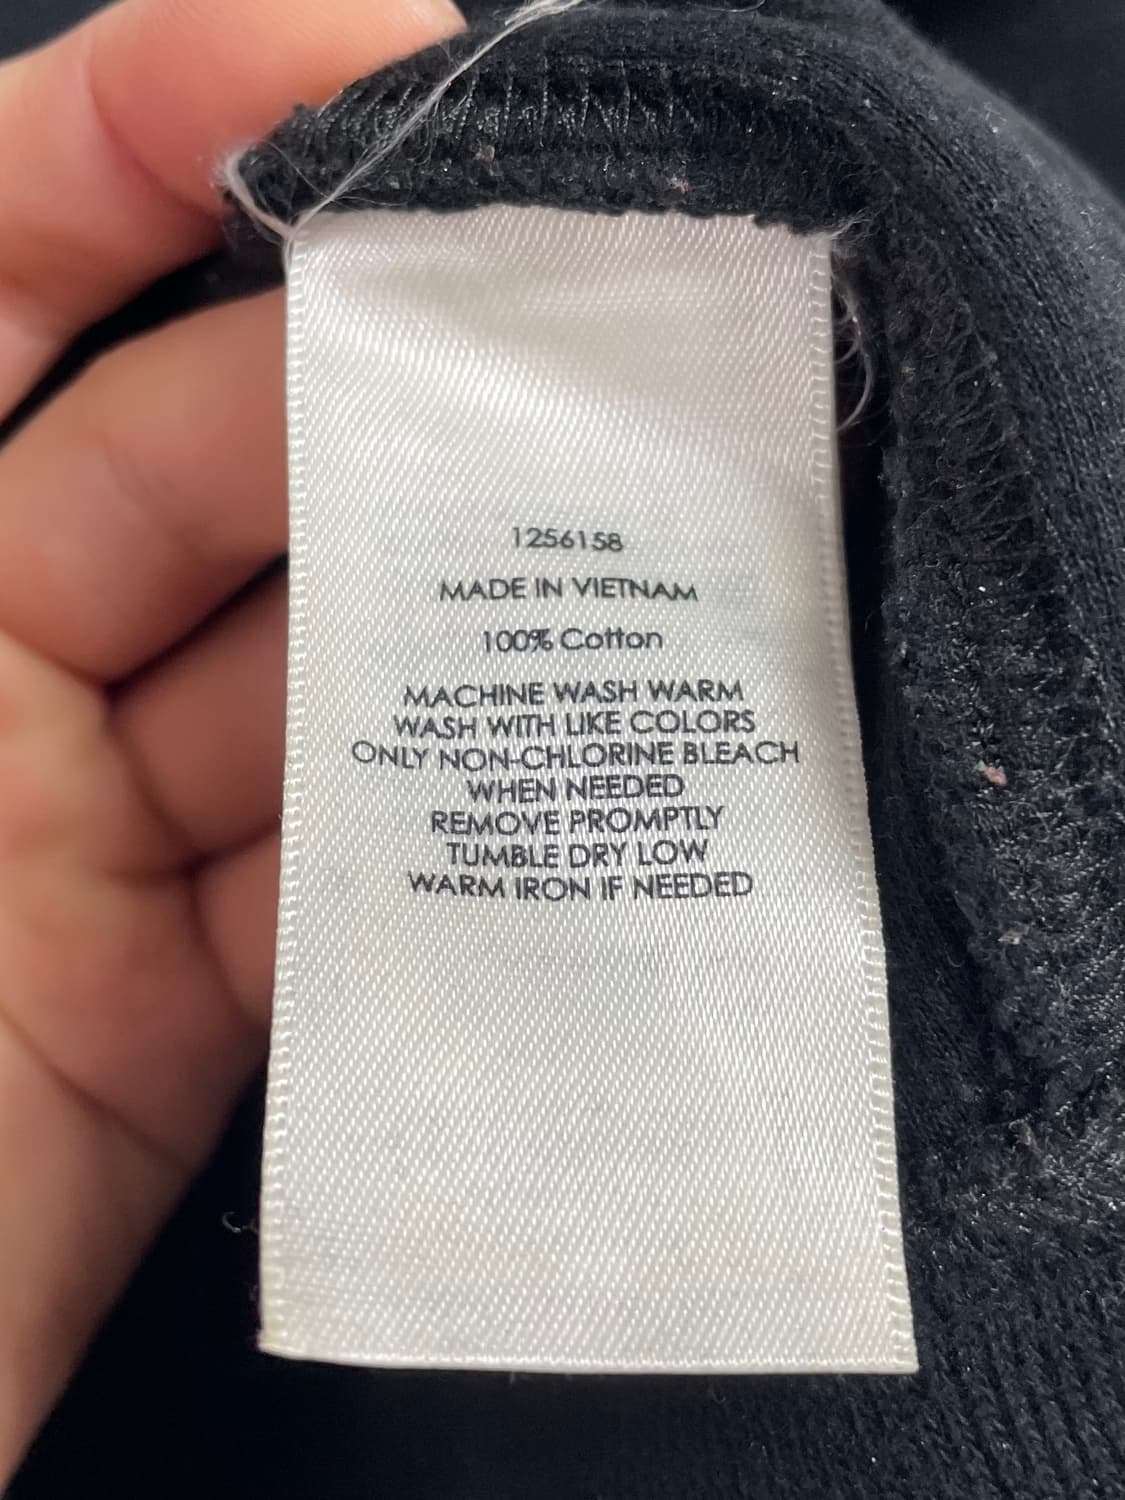 1256158
MADE IN VIETNAM
100% Cotton
MACHINE WASH WARM
WASH WITH LIKE COLORS
ONLY NON-CHLORINE BLEACH
WHEN NEEDED
REMOVE PROMPTLY
TUMBLE DRY LOW
WARM IRON IF NEEDED